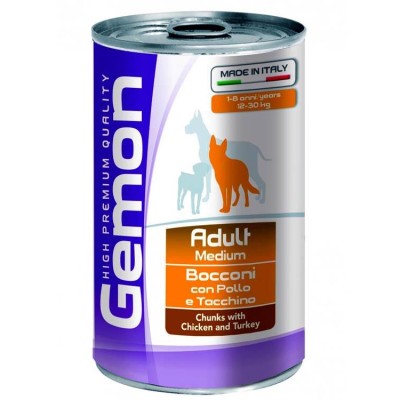 Gemon
HIGH PREMIUM QUALITY
MADE IN ITALY
1-8 anni/years
12-30 kg
Adult
Medium
Bocconi
con Pollo
e Tacchino
Chunks with
Chicken and Turkey